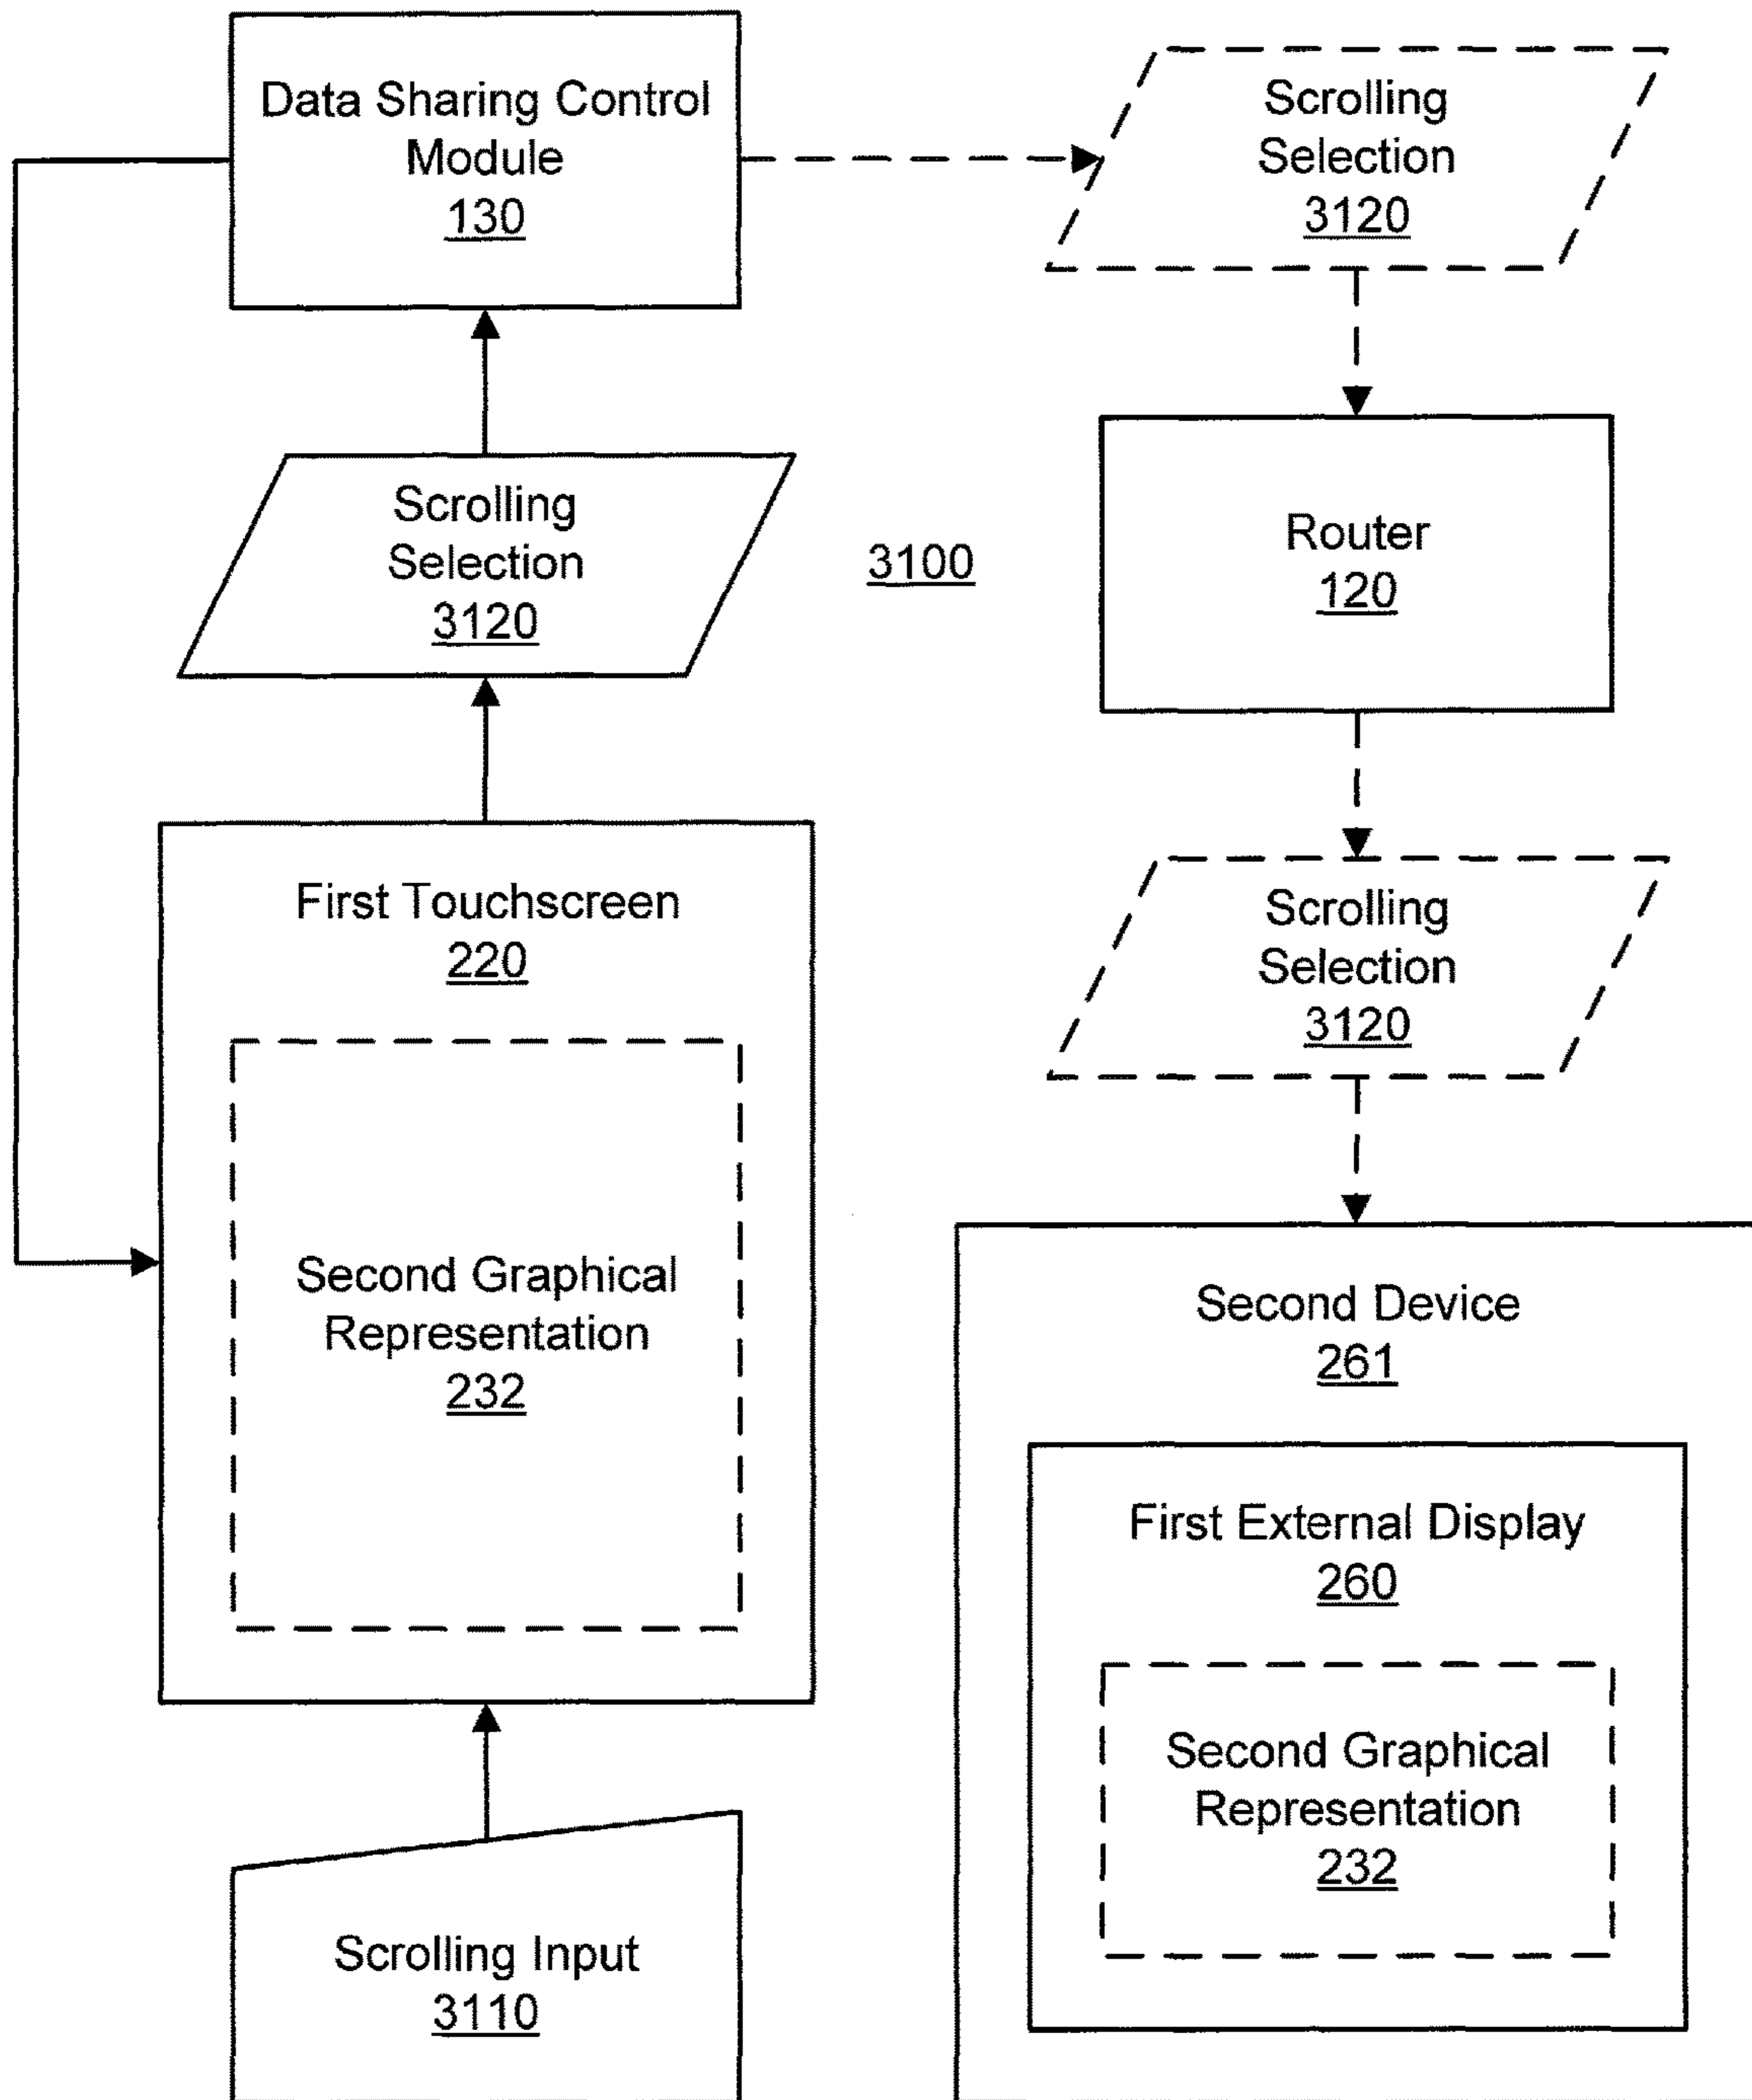 Data Sharing Control
Module
130
Scrolling
Selection
3120
Scrolling
Selection
3120
3100
Router
120
First Touchscreen
220
Scrolling
Selection
3120
Second Graphical
Representation
232
Second Device
261
First External Display
260
Second Graphical
Representation
232
Scrolling Input
3110